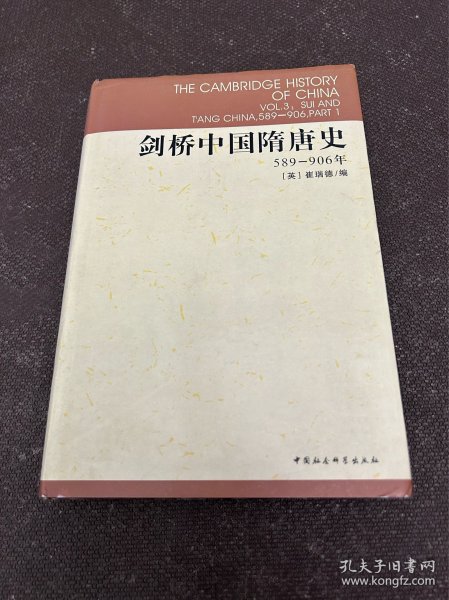 THE CAMBRIDGE HISTORY
OF CHINA
VOL.3, SUI AND
TANG CHINA,589—906,PART 1
剑桥中国隋唐史
589—906年
[英]崔瑞德/编
中国社会科学出版社
孔夫子旧书网
www.kongfz.com